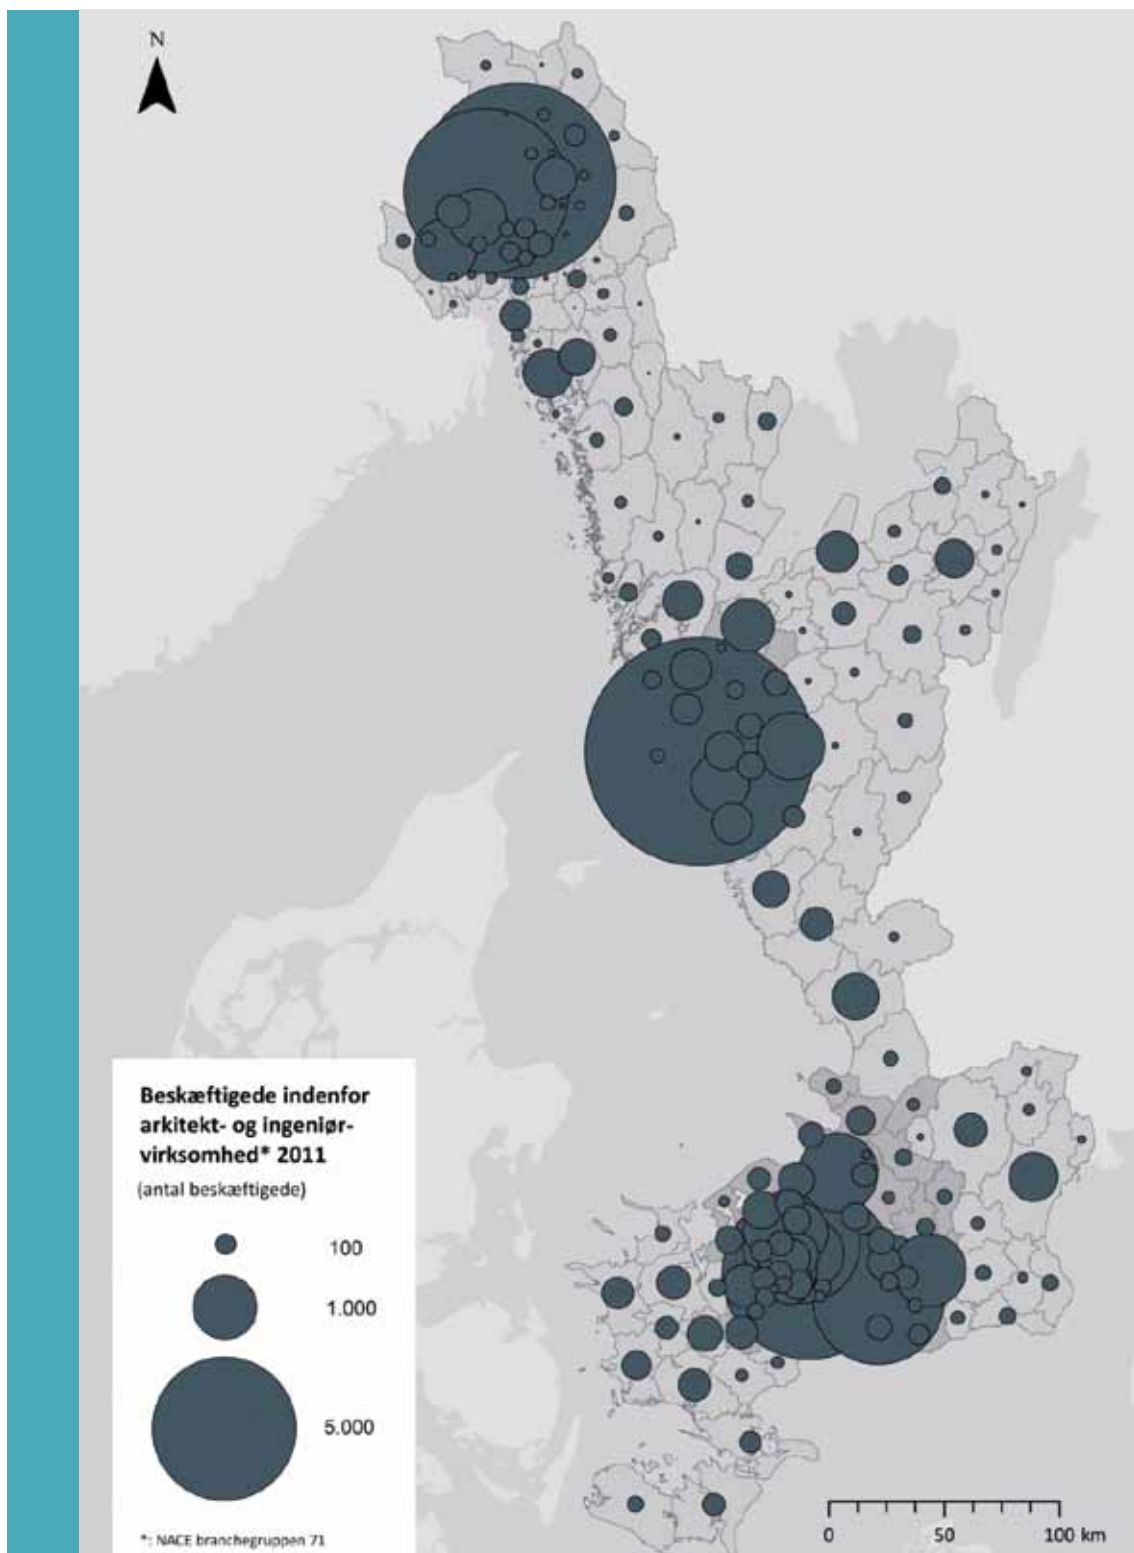 N
Beskæftigede indenfor
arkitekt- og ingeniør-
virksomhed* 2011
(antal beskæftigede)
100
1.000
5.000
*: NACE branchegruppen 71
0 50 100 km